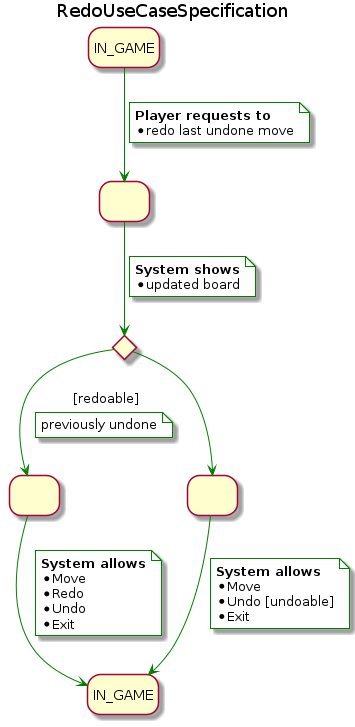 RedoUseCaseSpecification
IN_GAME
Player requests to
• redo last undone move
System shows
• updated board
[redoable]
previously undone
System allows
• Move
• Redo
• Undo
• Exit
System allows
• Move
• Undo [undoable]
• Exit
IN_GAME